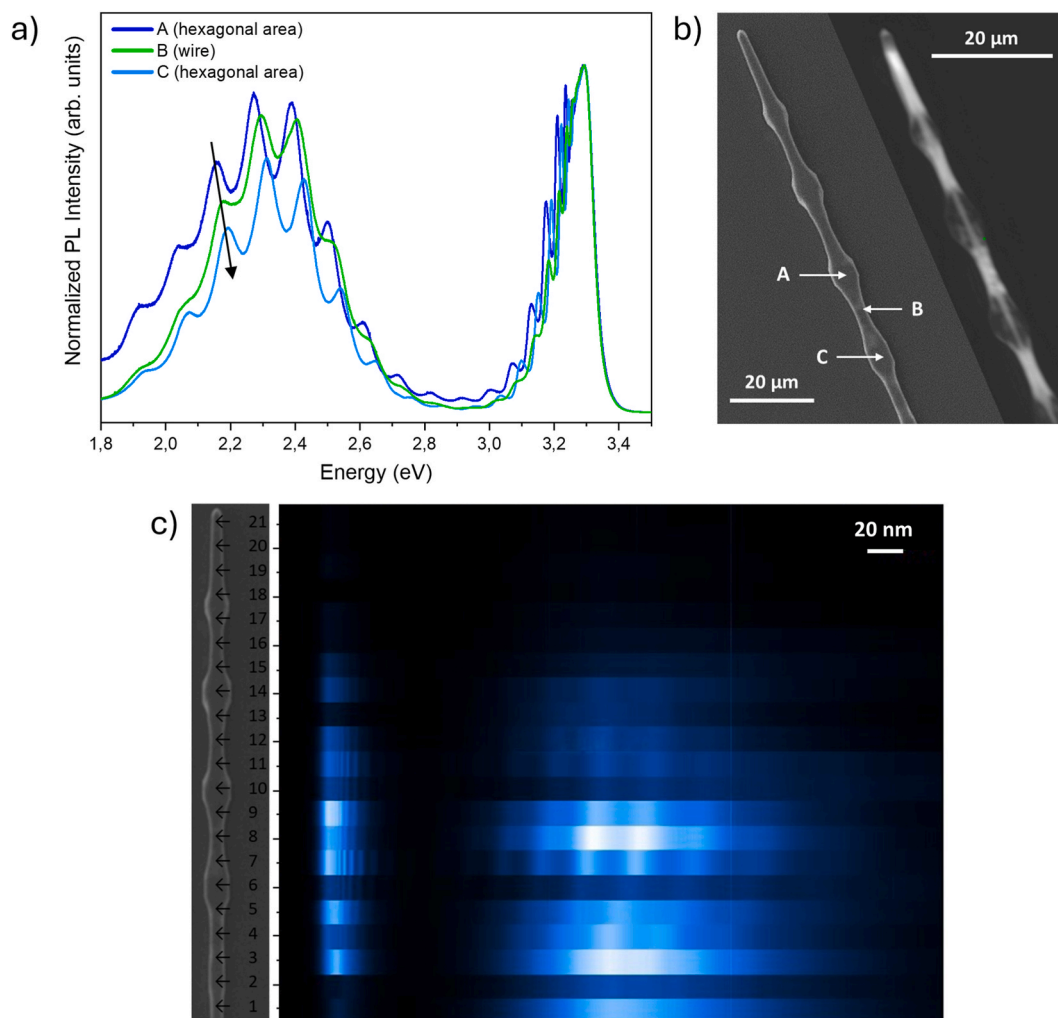 a)
A (hexagonal area)
B (wire)
C (hexagonal area)
Normalized PL Intensity (arb. units)
1,8 2,0 2,2 2,4 2,6 2,8 3,0 3,2 3,4
Energy (eV)
b)
20 µm
A
B
C
20 µm
c)
20 nm
21
20
19
18
17
16
15
14
13
12
11
10
9
8
7
6
5
4
3
2
1